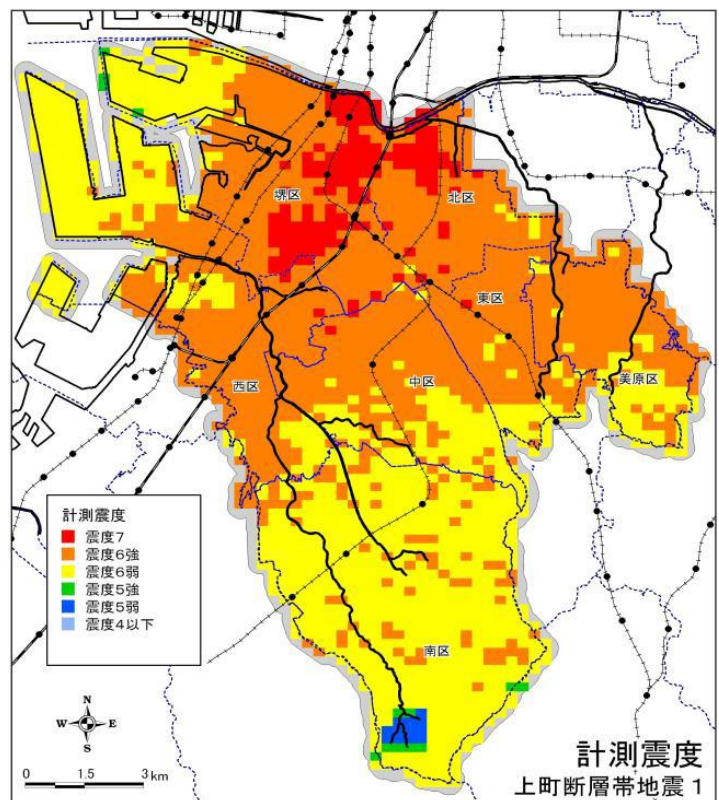 堺区
北区
東区
美原区
西区
中区
南区
計測震度
震度7
震度6強
震度6弱
震度5強
震度5弱
震度4以下
N
W E
S
0 1.5 3 km
計測震度
上町断層帯地震 1